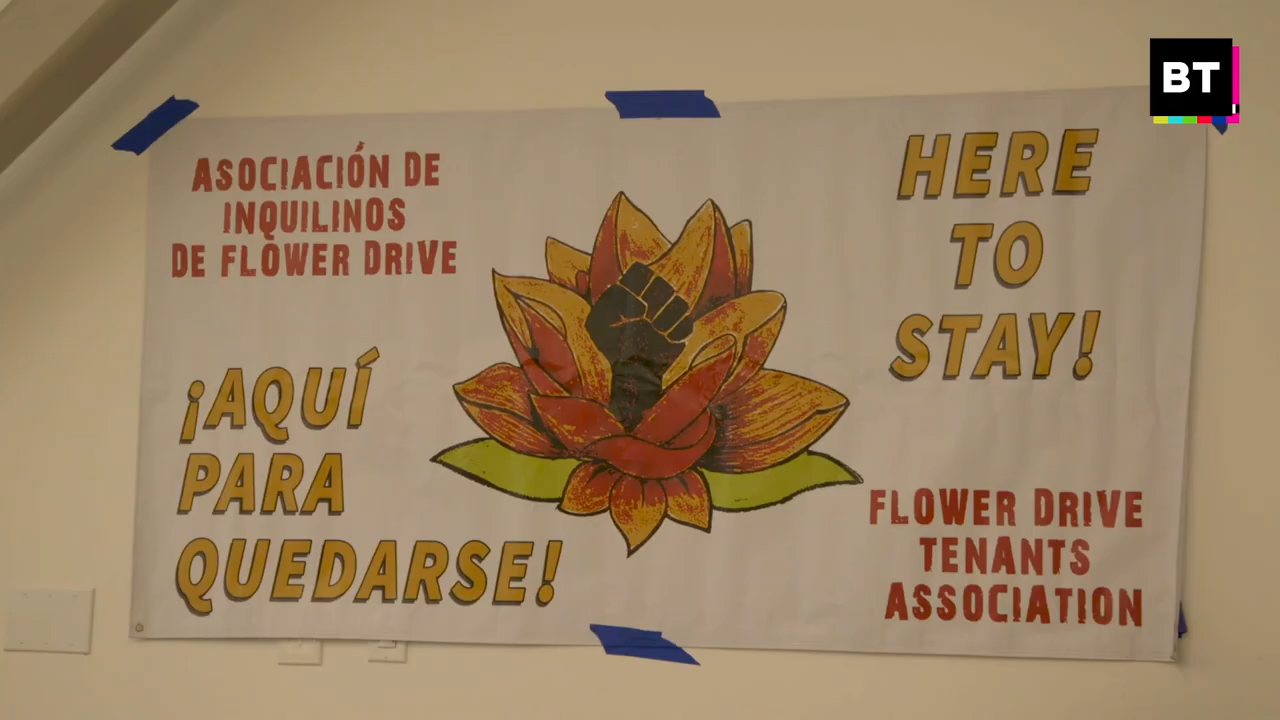 ASOCIACIÓN DE
INQUILINOS
DE FLOWER DRIVE
¡AQUÍ
PARA
QUEDARSE!
HERE
TO
STAY!
FLOWER DRIVE
TENANTS
ASSOCIATION
BT